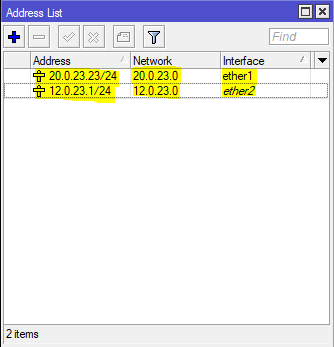 Address List
Find
Address Network Interface
20.0.23.23/24 20.0.23.0 ether1
12.0.23.1/24 12.0.23.0 ether2
2 items